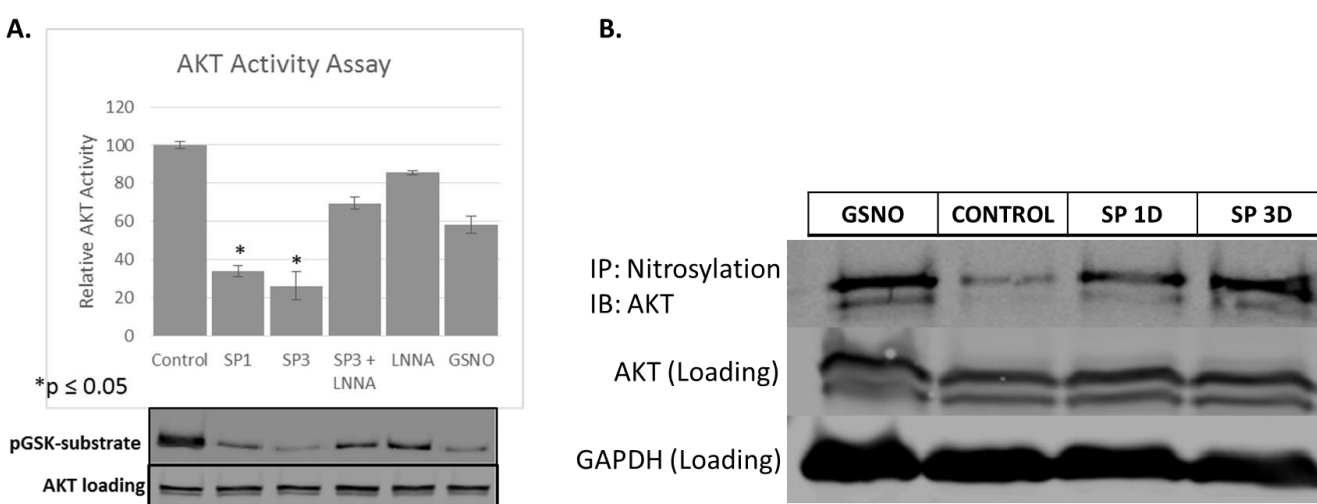 A.
AKT Activity Assay
Relative AKT Activity
120
100
80
60
40
20
0
Control SP1 SP3 SP3 + LNNA LNNA GSNO
*
*
*p ≤ 0.05
pGSK-substrate
AKT loading
B.
GSNO CONTROL SP 1D SP 3D
IP: Nitrosylation
IB: AKT
AKT (Loading)
GAPDH (Loading)